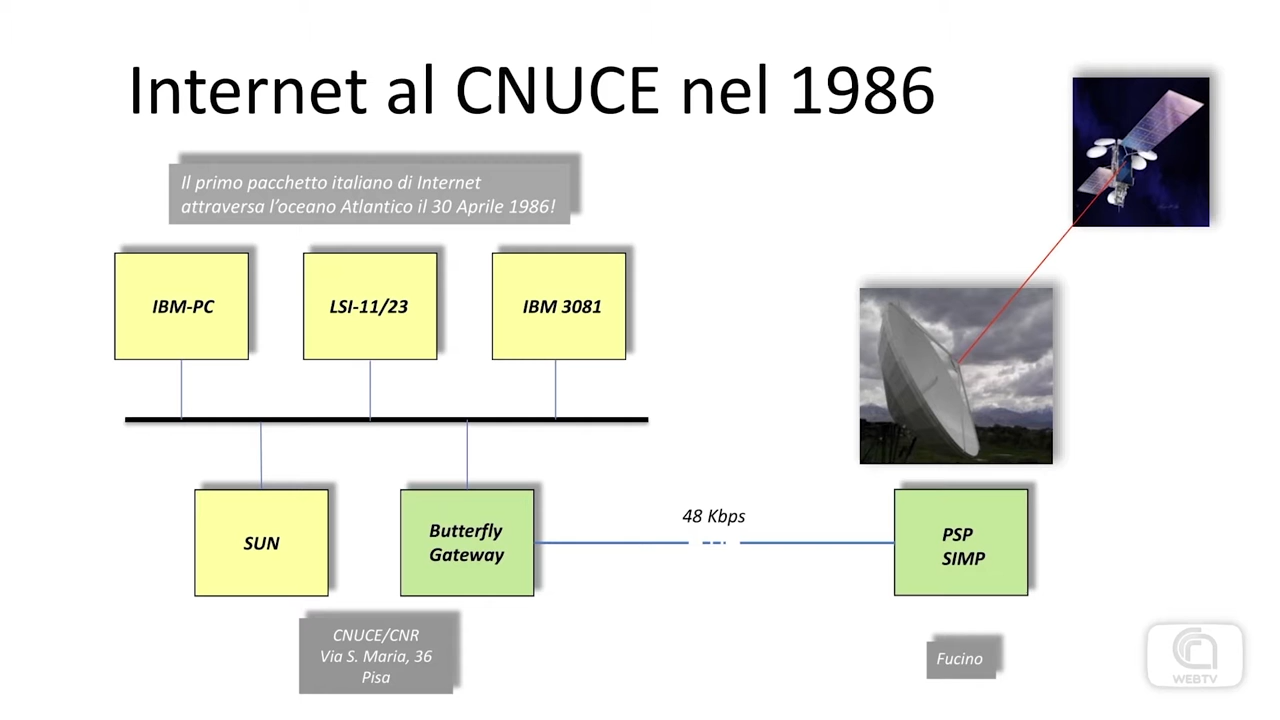 Internet al CNUCE nel 1986
Il primo pacchetto italiano di Internet
attraversa l'oceano Atlantico il 30 Aprile 1986!
IBM-PC
LSI-11/23
IBM 3081
SUN
Butterfly
Gateway
48 Kbps
PSP
SIMP
CNUCE/CNR
Via S. Maria, 36
Pisa
Fucino
WEBTV